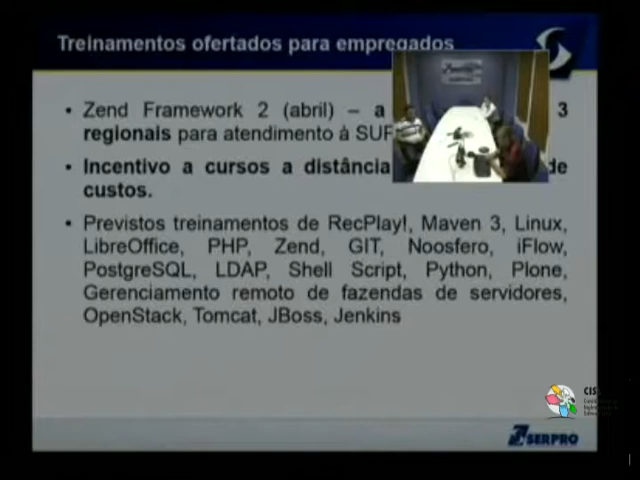 Treinamentos ofertados para empregados
• Zend Framework 2 (abril) – a 3
regionais para atendimento à
• Incentivo a cursos a distância de
custos.
• Previstos treinamentos de RecPlay!, Maven 3, Linux,
LibreOffice, PHP, Zend, GIT, Noosfero, iFlow,
PostgreSQL, LDAP, Shell Script, Python, Plone,
Gerenciamento remoto de fazendas de servidores,
OpenStack, Tomcat, JBoss, Jenkins
CIS
SERPRO